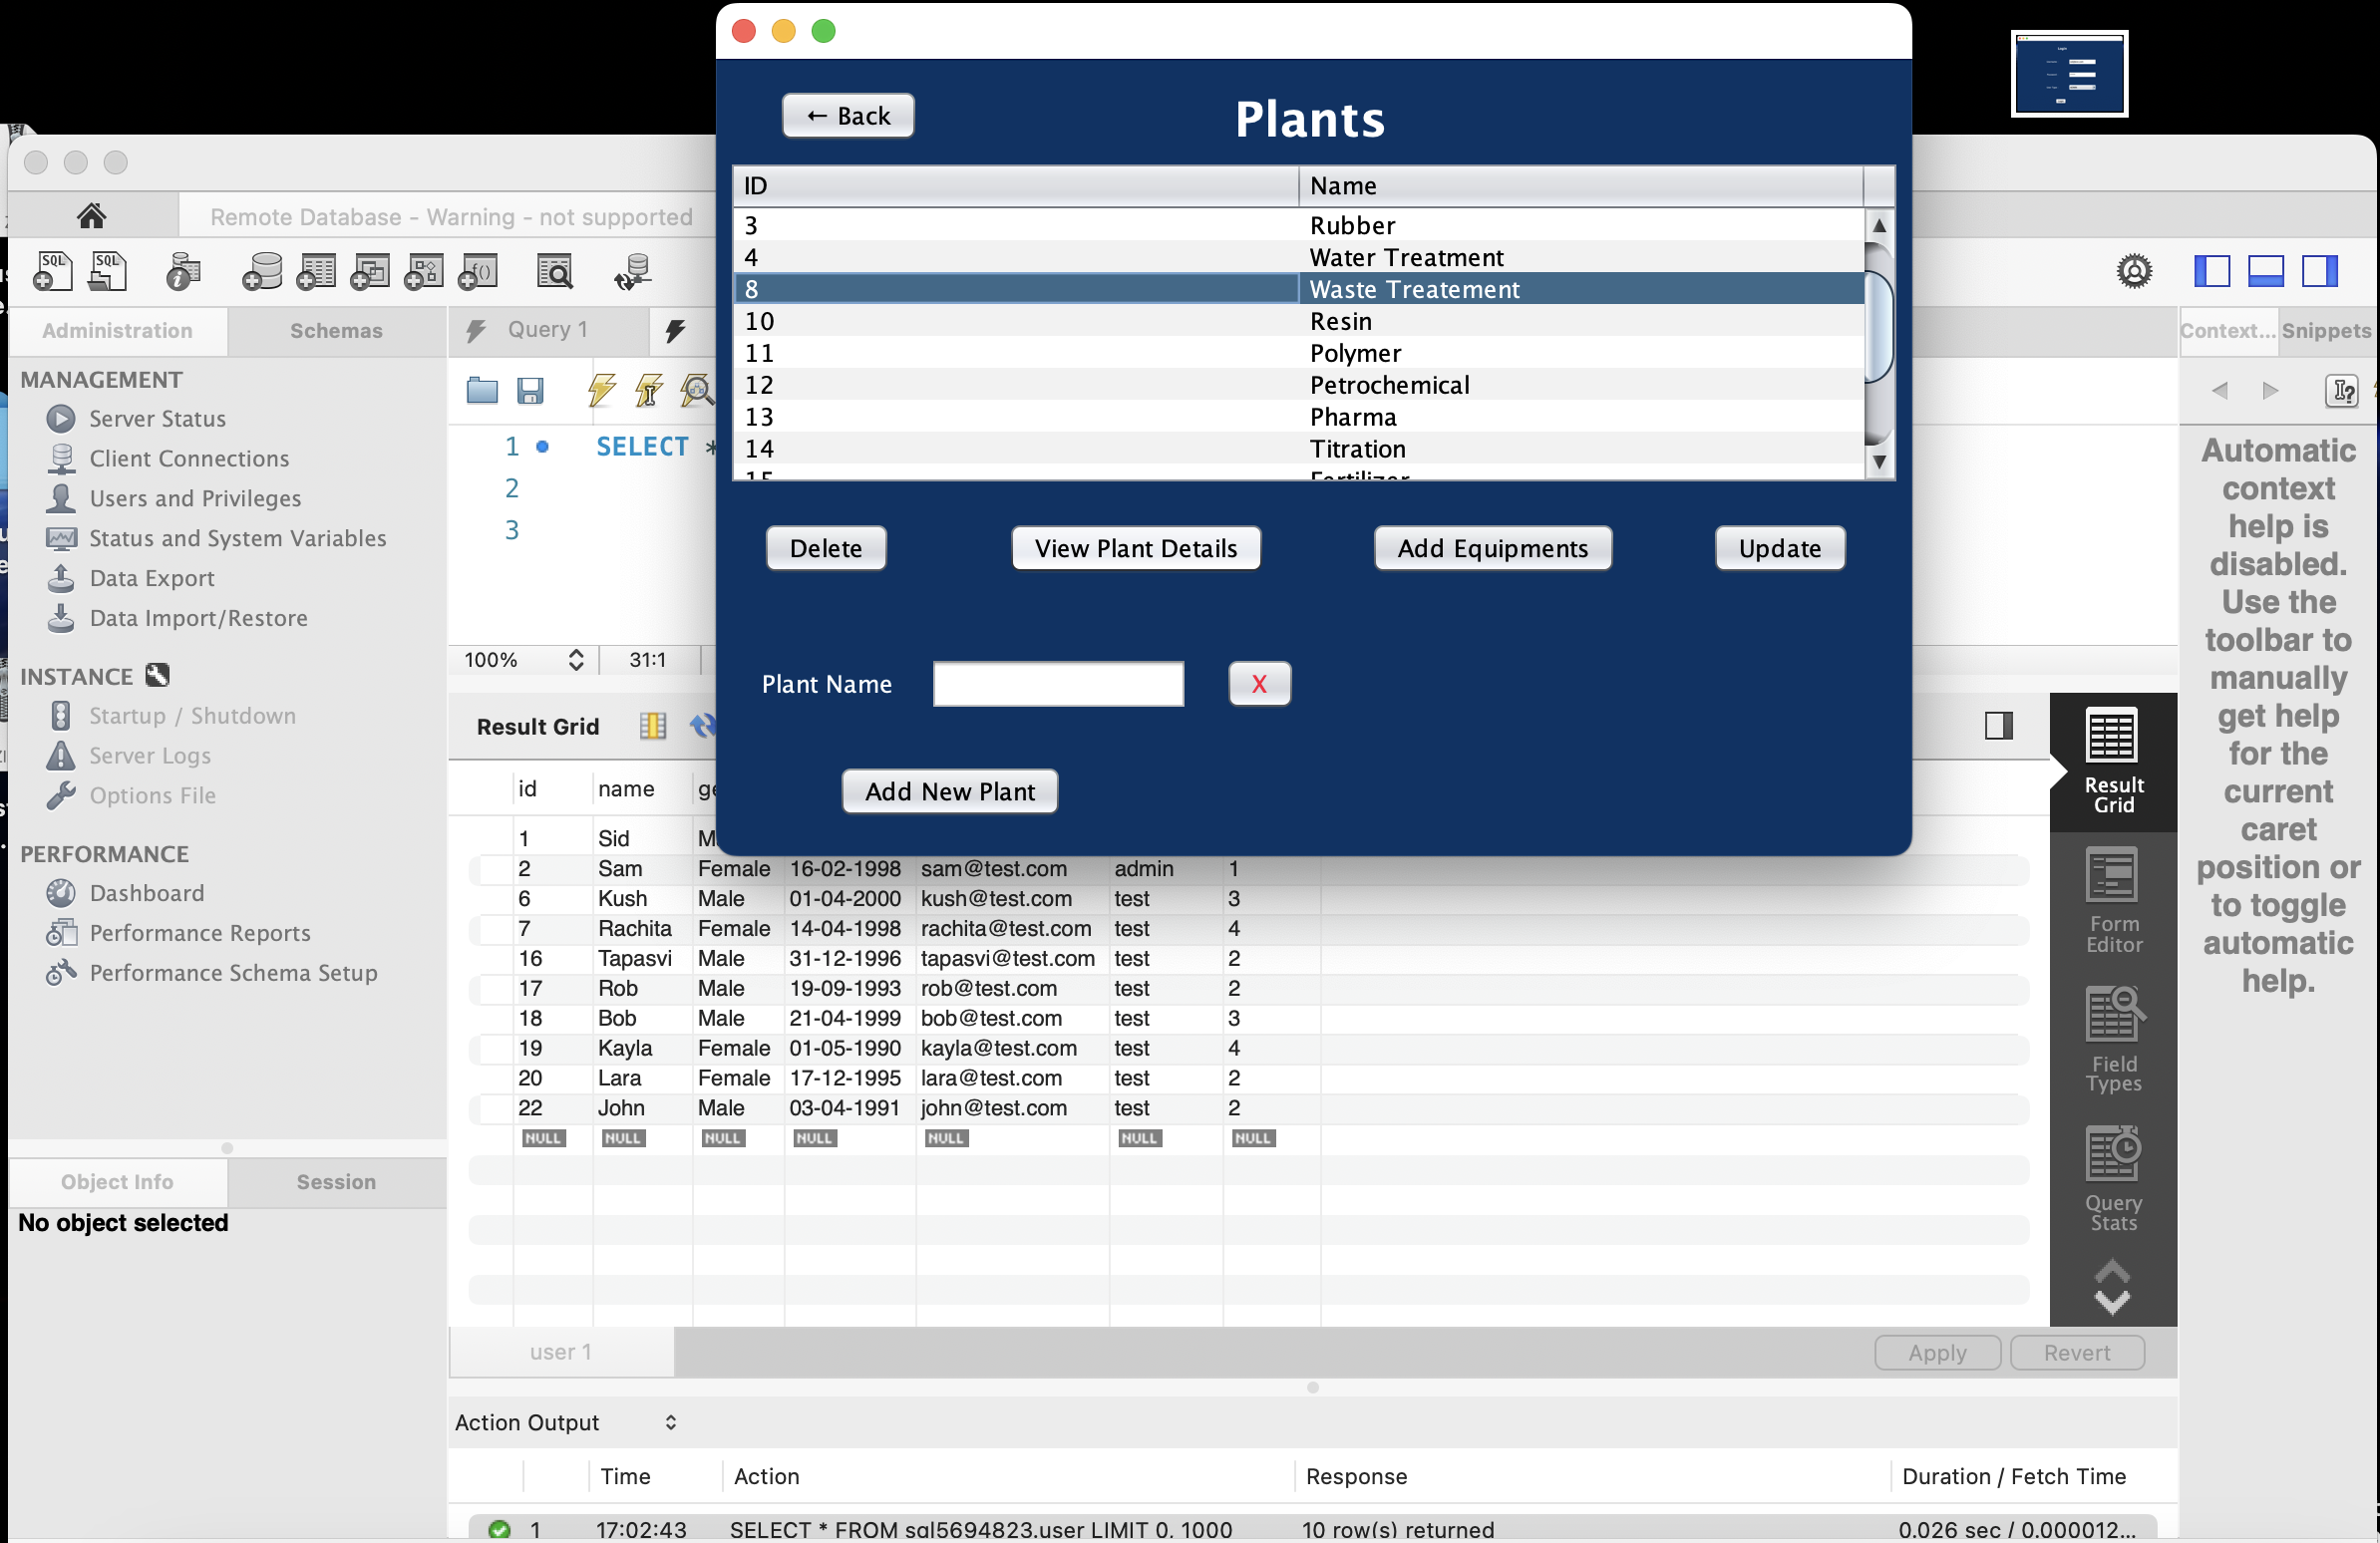 ← Back
Plants
ID Name
3 Rubber
4 Water Treatment
8 Waste Treatement
10 Resin
11 Polymer
12 Petrochemical
13 Pharma
14 Titration
15 Fertilizer
Delete View Plant Details Add Equipments Update
Plant Name X
Add New Plant
Remote Database - Warning - not supported
Administration Schemas
MANAGEMENT
Server Status
Client Connections
Users and Privileges
Status and System Variables
Data Export
Data Import/Restore
INSTANCE
Startup / Shutdown
Server Logs
Options File
PERFORMANCE
Dashboard
Performance Reports
Performance Schema Setup
Object Info Session
No object selected
Query 1
1 SELECT *
2
3
100% 31:1
Result Grid
id name
1 Sid
2 Sam Female 16-02-1998 sam@test.com admin 1
6 Kush Male 01-04-2000 kush@test.com test 3
7 Rachita Female 14-04-1998 rachita@test.com test 4
16 Tapasvi Male 31-12-1996 tapasvi@test.com test 2
17 Rob Male 19-09-1993 rob@test.com test 2
18 Bob Male 21-04-1999 bob@test.com test 3
19 Kayla Female 01-05-1990 kayla@test.com test 4
20 Lara Female 17-12-1995 lara@test.com test 2
22 John Male 03-04-1991 john@test.com test 2
NULL NULL NULL NULL NULL NULL NULL
user 1
Apply Revert
Action Output
Time Action Response Duration / Fetch Time
1 17:02:43 SELECT * FROM sql5694823.user LIMIT 0, 1000 10 row(s) returned 0.026 sec / 0.000012...
Result
Grid
Form
Editor
Field
Types
Query
Stats
Context... Snippets
Automatic
context
help is
disabled.
Use the
toolbar to
manually
get help
for the
current
caret
position or
to toggle
automatic
help.